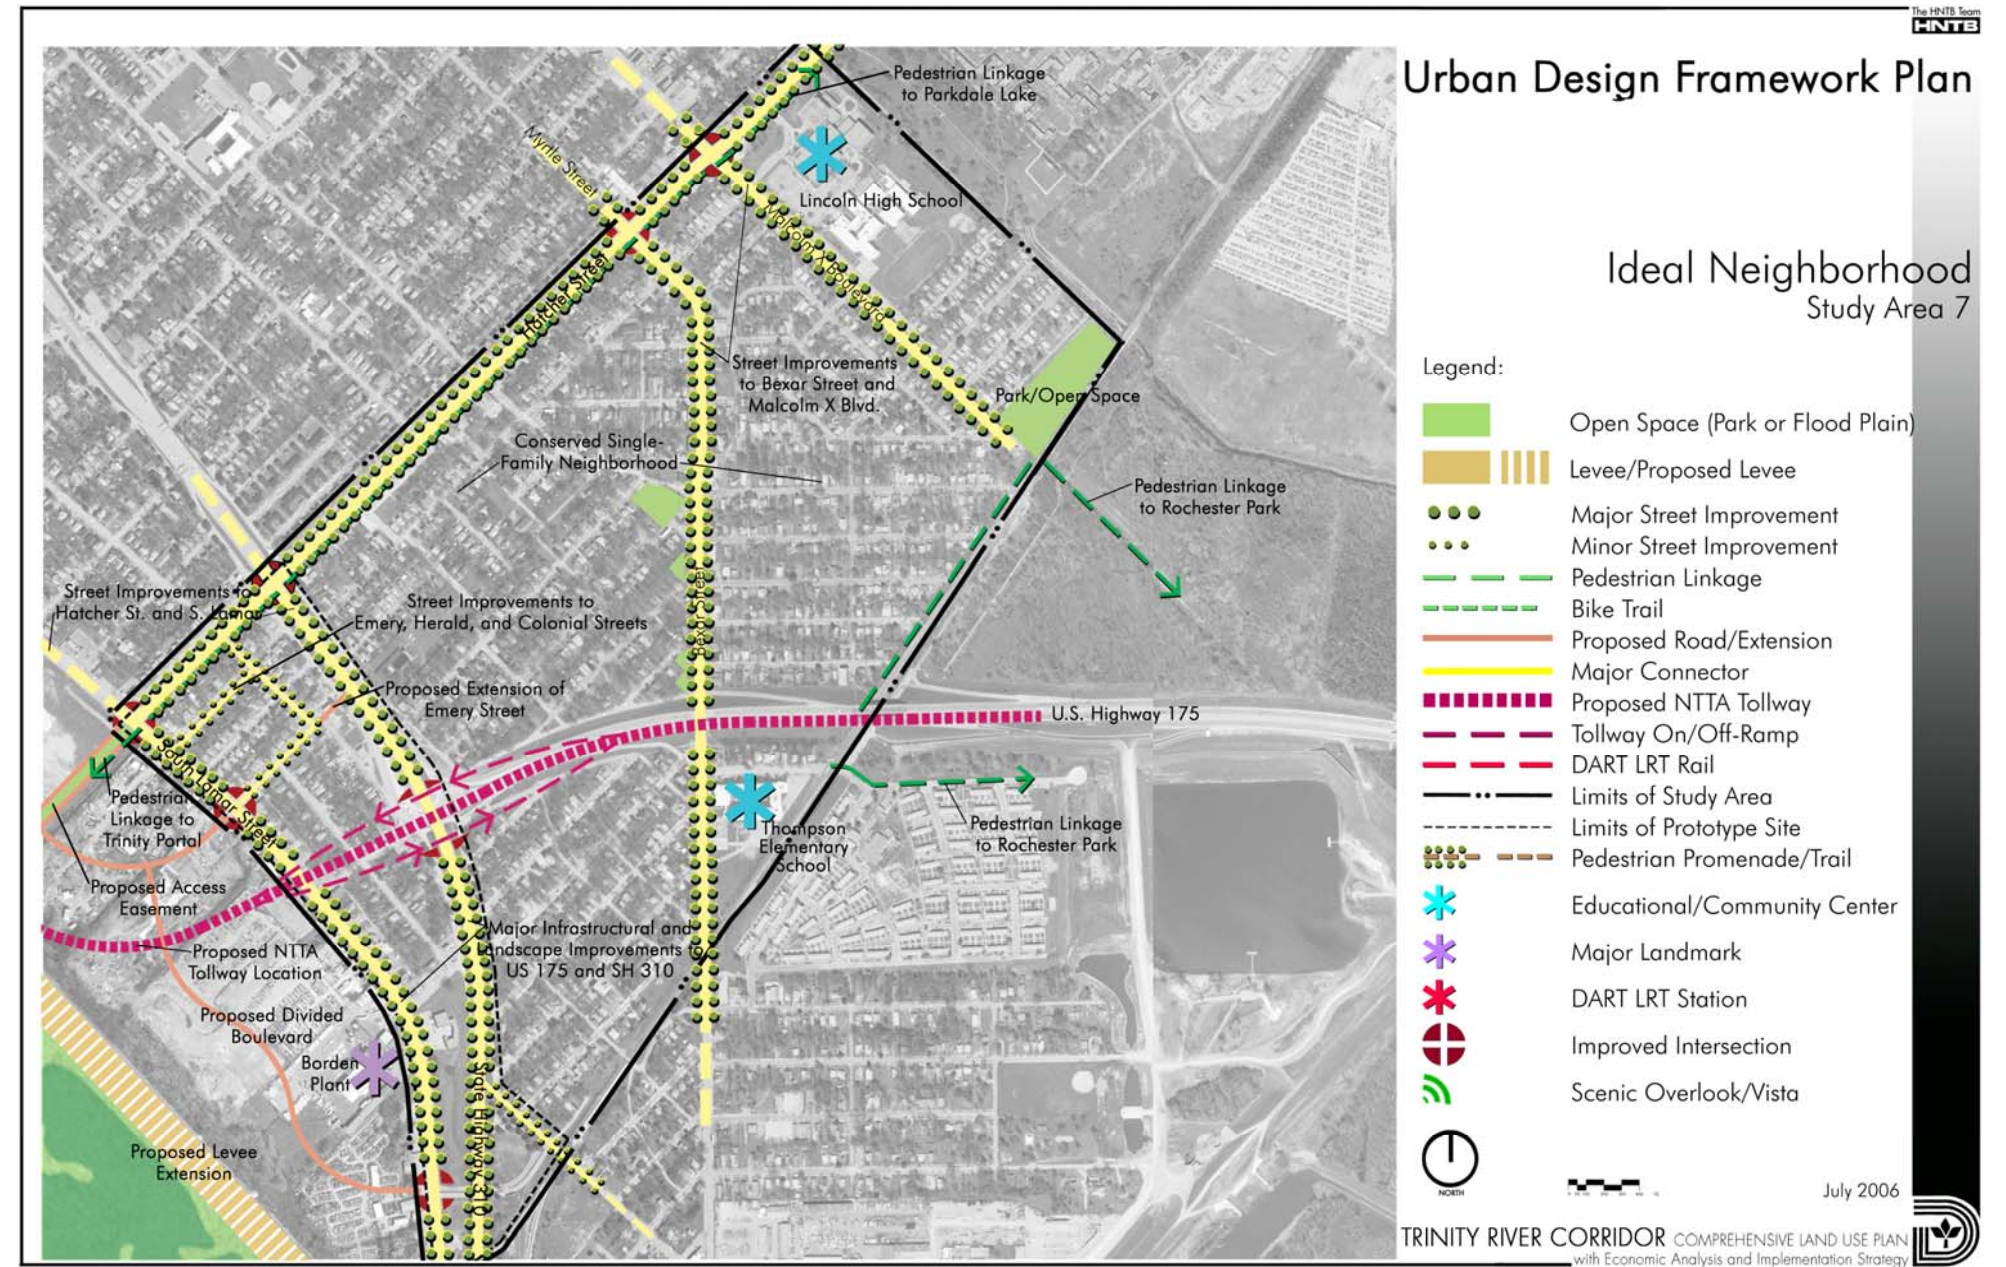 The HNTB Team
HNTB
Urban Design Framework Plan
Ideal Neighborhood
Study Area 7
Legend:
Open Space (Park or Flood Plain)
Levee/Proposed Levee
Major Street Improvement
Minor Street Improvement
Pedestrian Linkage
Bike Trail
Proposed Road/Extension
Major Connector
Proposed NTTA Tollway
Tollway On/Off-Ramp
DART LRT Rail
Limits of Study Area
Limits of Prototype Site
Pedestrian Promenade/Trail
Educational/Community Center
Major Landmark
DART LRT Station
Improved Intersection
Scenic Overlook/Vista
NORTH
July 2006
TRINITY RIVER CORRIDOR COMPREHENSIVE LAND USE PLAN
with Economic Analysis and Implementation Strategy
Pedestrian Linkage
to Parkdale Lake
Myrtle Street
Lincoln High School
Malcolm X Boulevard
Hatcher Street
Street Improvements
to Bexar Street and
Malcolm X Blvd.
Park/Open Space
Conserved Single-
Family Neighborhood
Pedestrian Linkage
to Rochester Park
Street Improvements to
Hatcher St. and S. Lamar
Street Improvements to
Emery, Herald, and Colonial Streets
Bexar Street
Proposed Extension of
Emery Street
U.S. Highway 175
South Lamar Street
Pedestrian
Linkage to
Trinity Portal
Thompson
Elementary
School
Pedestrian Linkage
to Rochester Park
Proposed Access
Easement
Major Infrastructural and
Landscape Improvements to
US 175 and SH 310
Proposed NTTA
Tollway Location
Proposed Divided
Boulevard
Borden
Plant
State Highway 310
Proposed Levee
Extension